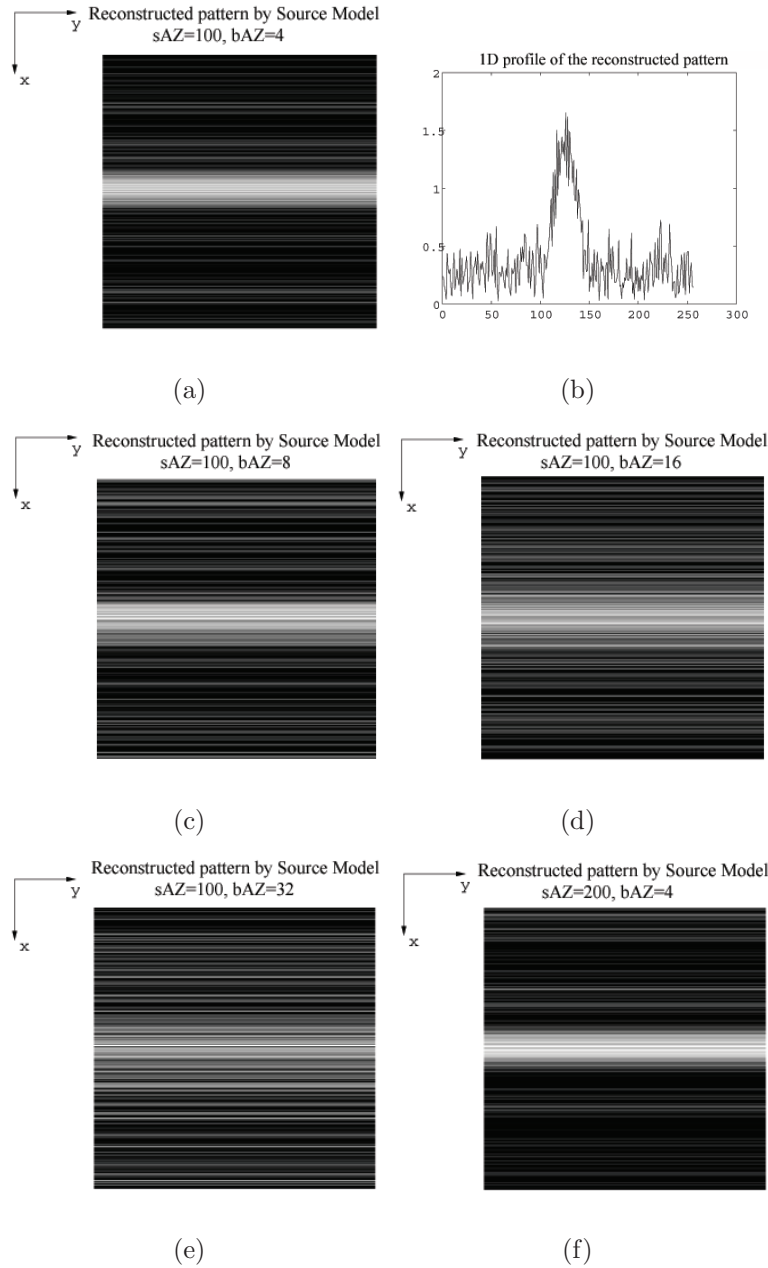 y
Reconstructed pattern by Source Model
sAZ=100, bAZ=4
x
1D profile of the reconstructed pattern
2
1.5
1
0.5
0
0 50 100 150 200 250 300
(a)
(b)
y
Reconstructed pattern by Source Model
sAZ=100, bAZ=8
x
y
Reconstructed pattern by Source Model
sAZ=100, bAZ=16
x
(c)
(d)
y
Reconstructed pattern by Source Model
sAZ=100, bAZ=32
x
y
Reconstructed pattern by Source Model
sAZ=200, bAZ=4
x
(e)
(f)